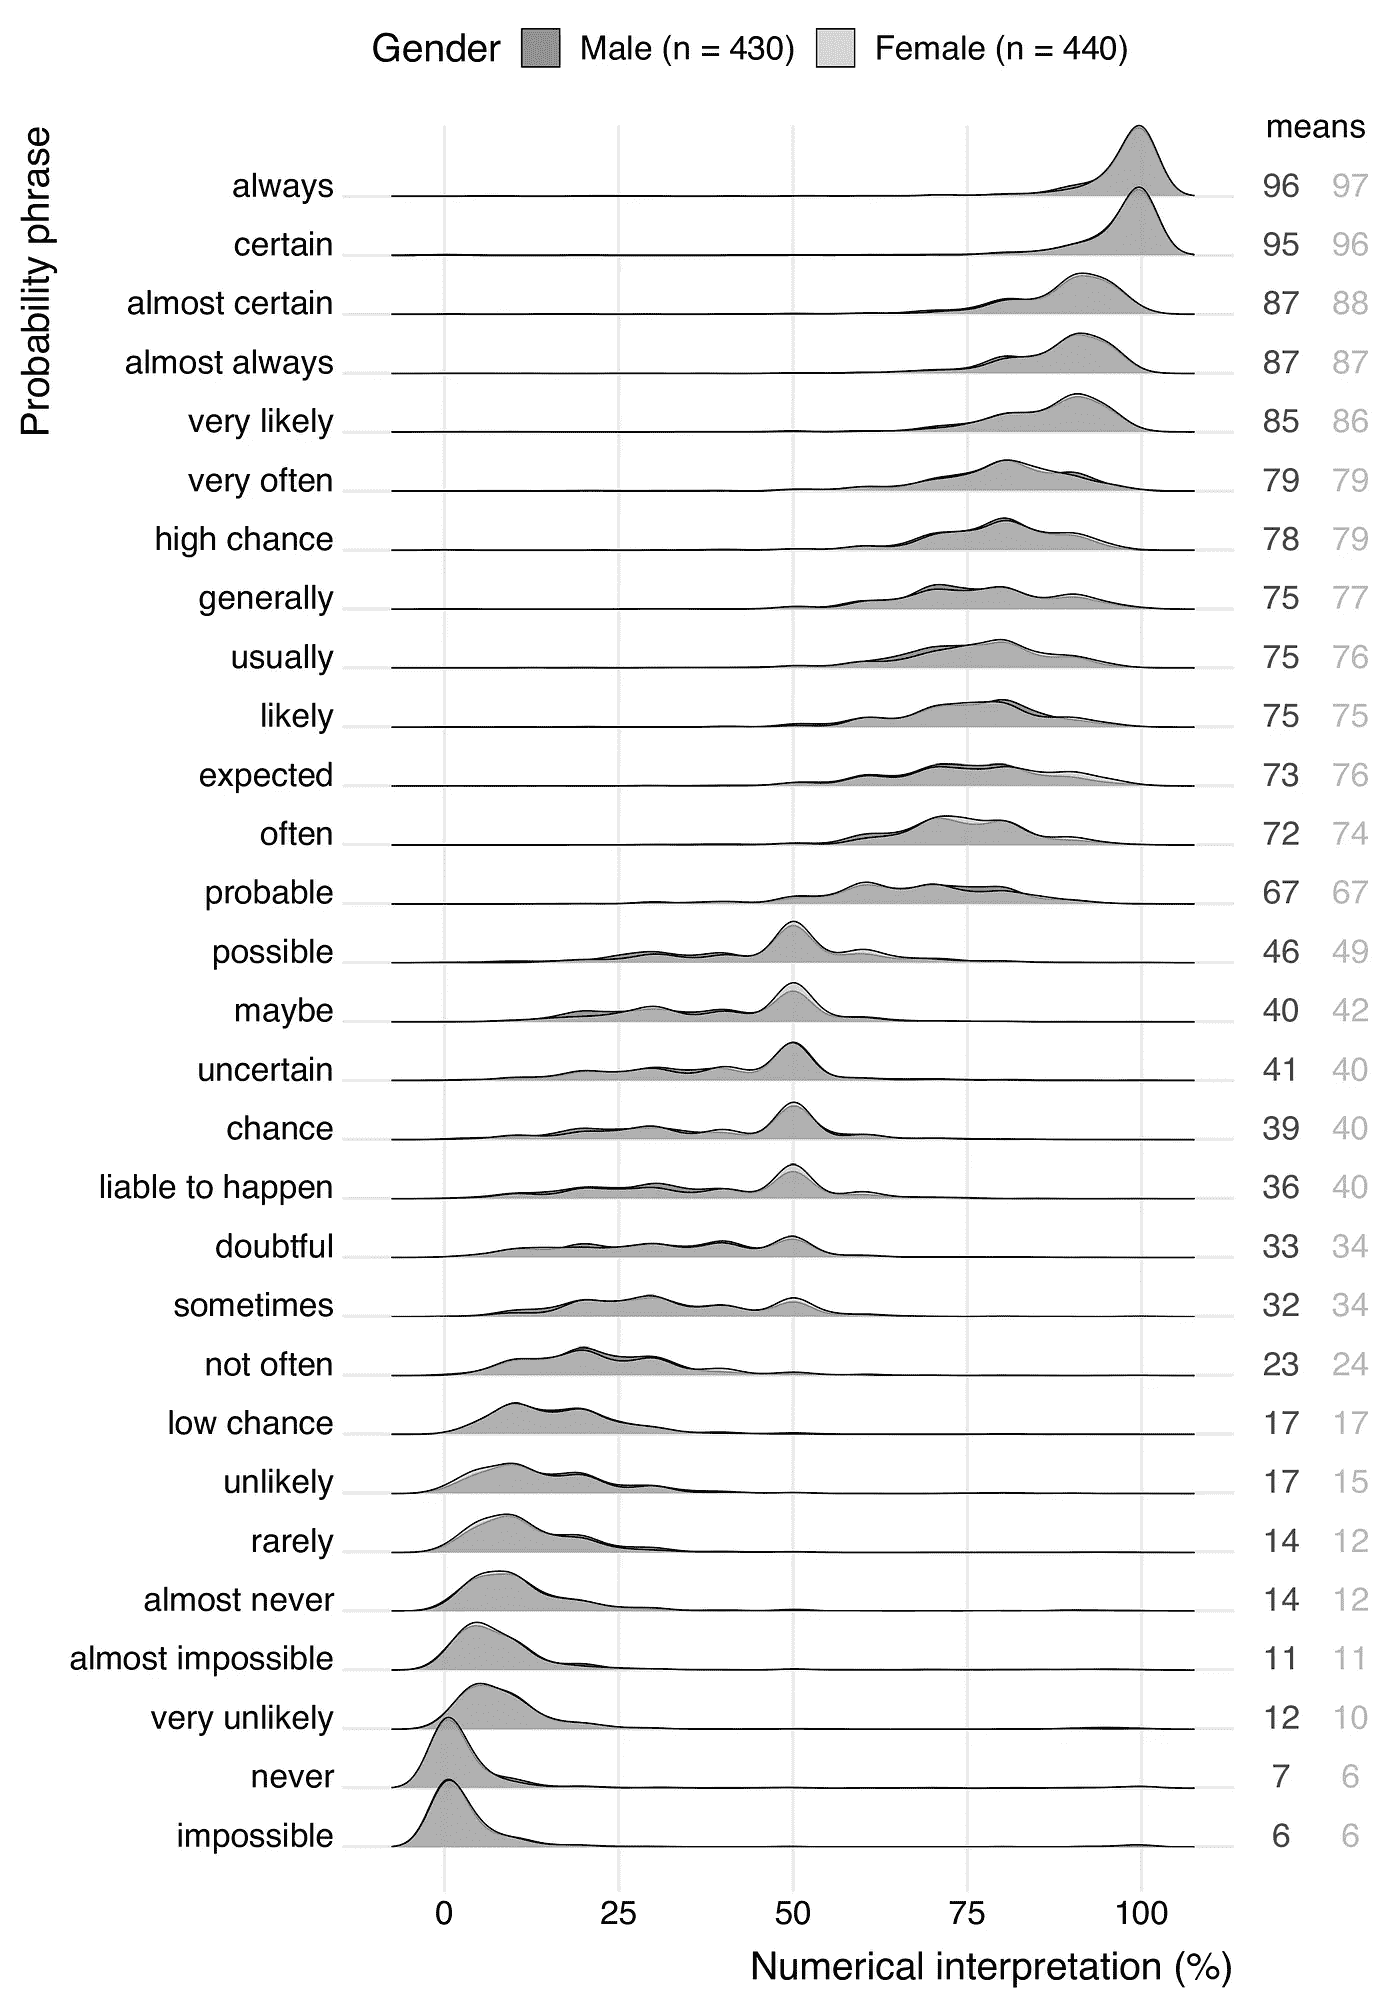 Gender Male (n = 430) Female (n = 440)
Probability phrase
means
always 96 97
certain 95 96
almost certain 87 88
almost always 87 87
very likely 85 86
very often 79 79
high chance 78 79
generally 75 77
usually 75 76
likely 75 75
expected 73 76
often 72 74
probable 67 67
possible 46 49
maybe 40 42
uncertain 41 40
chance 39 40
liable to happen 36 40
doubtful 33 34
sometimes 32 34
not often 23 24
low chance 17 17
unlikely 17 15
rarely 14 12
almost never 14 12
almost impossible 11 11
very unlikely 12 10
never 7 6
impossible 6 6
0 25 50 75 100
Numerical interpretation (%)